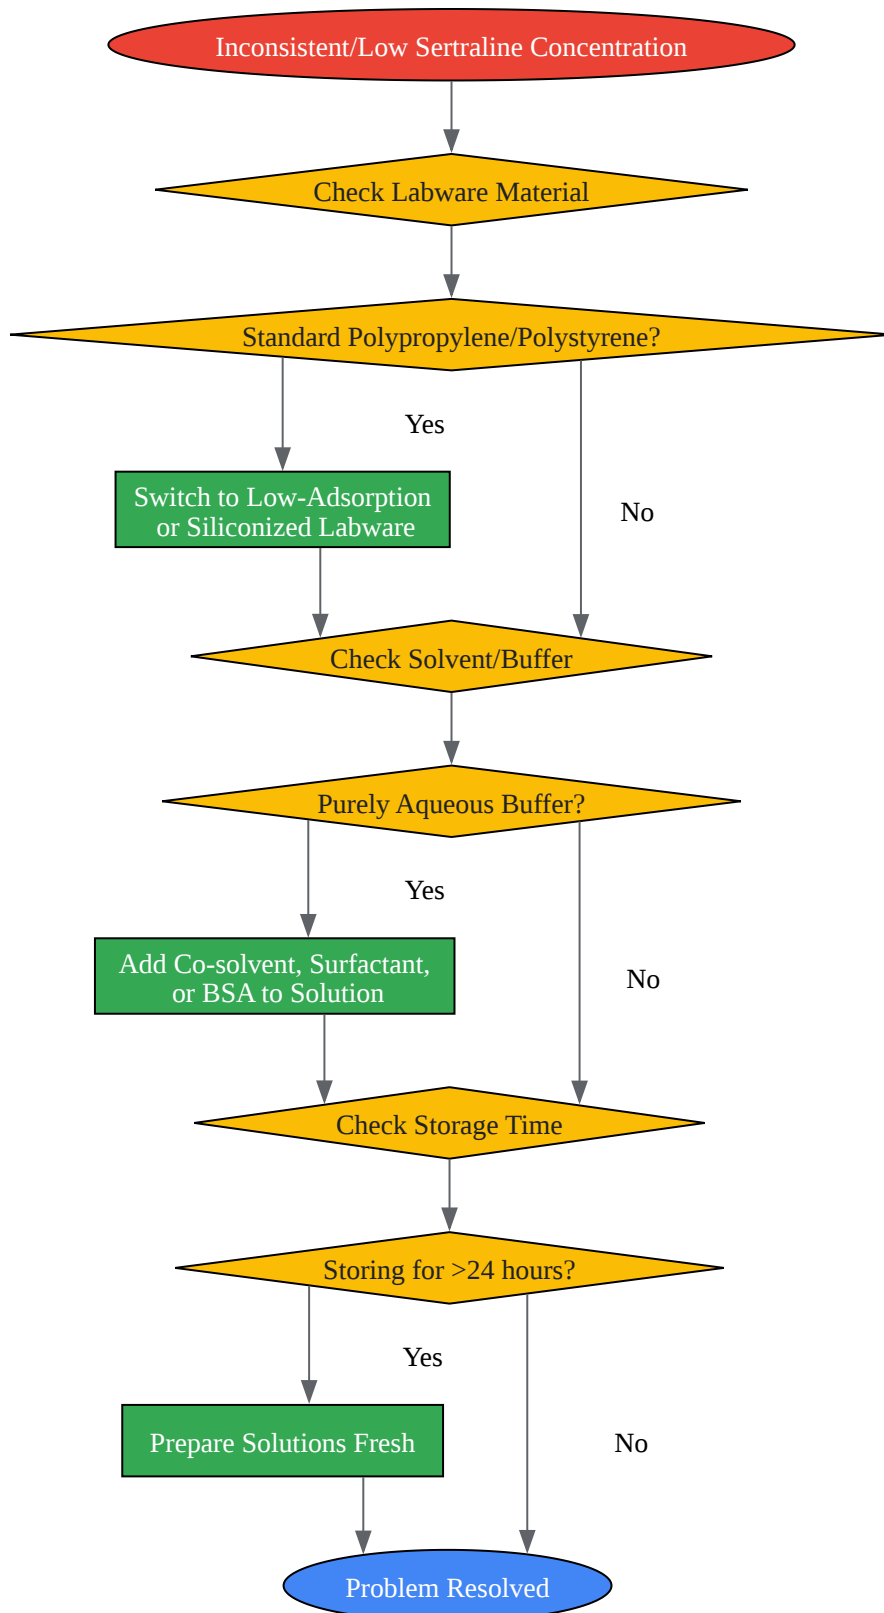 Inconsistent/Low Sertraline Concentration
Check Labware Material
Standard Polypropylene/Polystyrene?
Yes
Switch to Low-Adsorption
or Siliconized Labware
No
Check Solvent/Buffer
Purely Aqueous Buffer?
Yes
Add Co-solvent, Surfactant,
or BSA to Solution
No
Check Storage Time
Storing for >24 hours?
Yes
Prepare Solutions Fresh
No
Problem Resolved